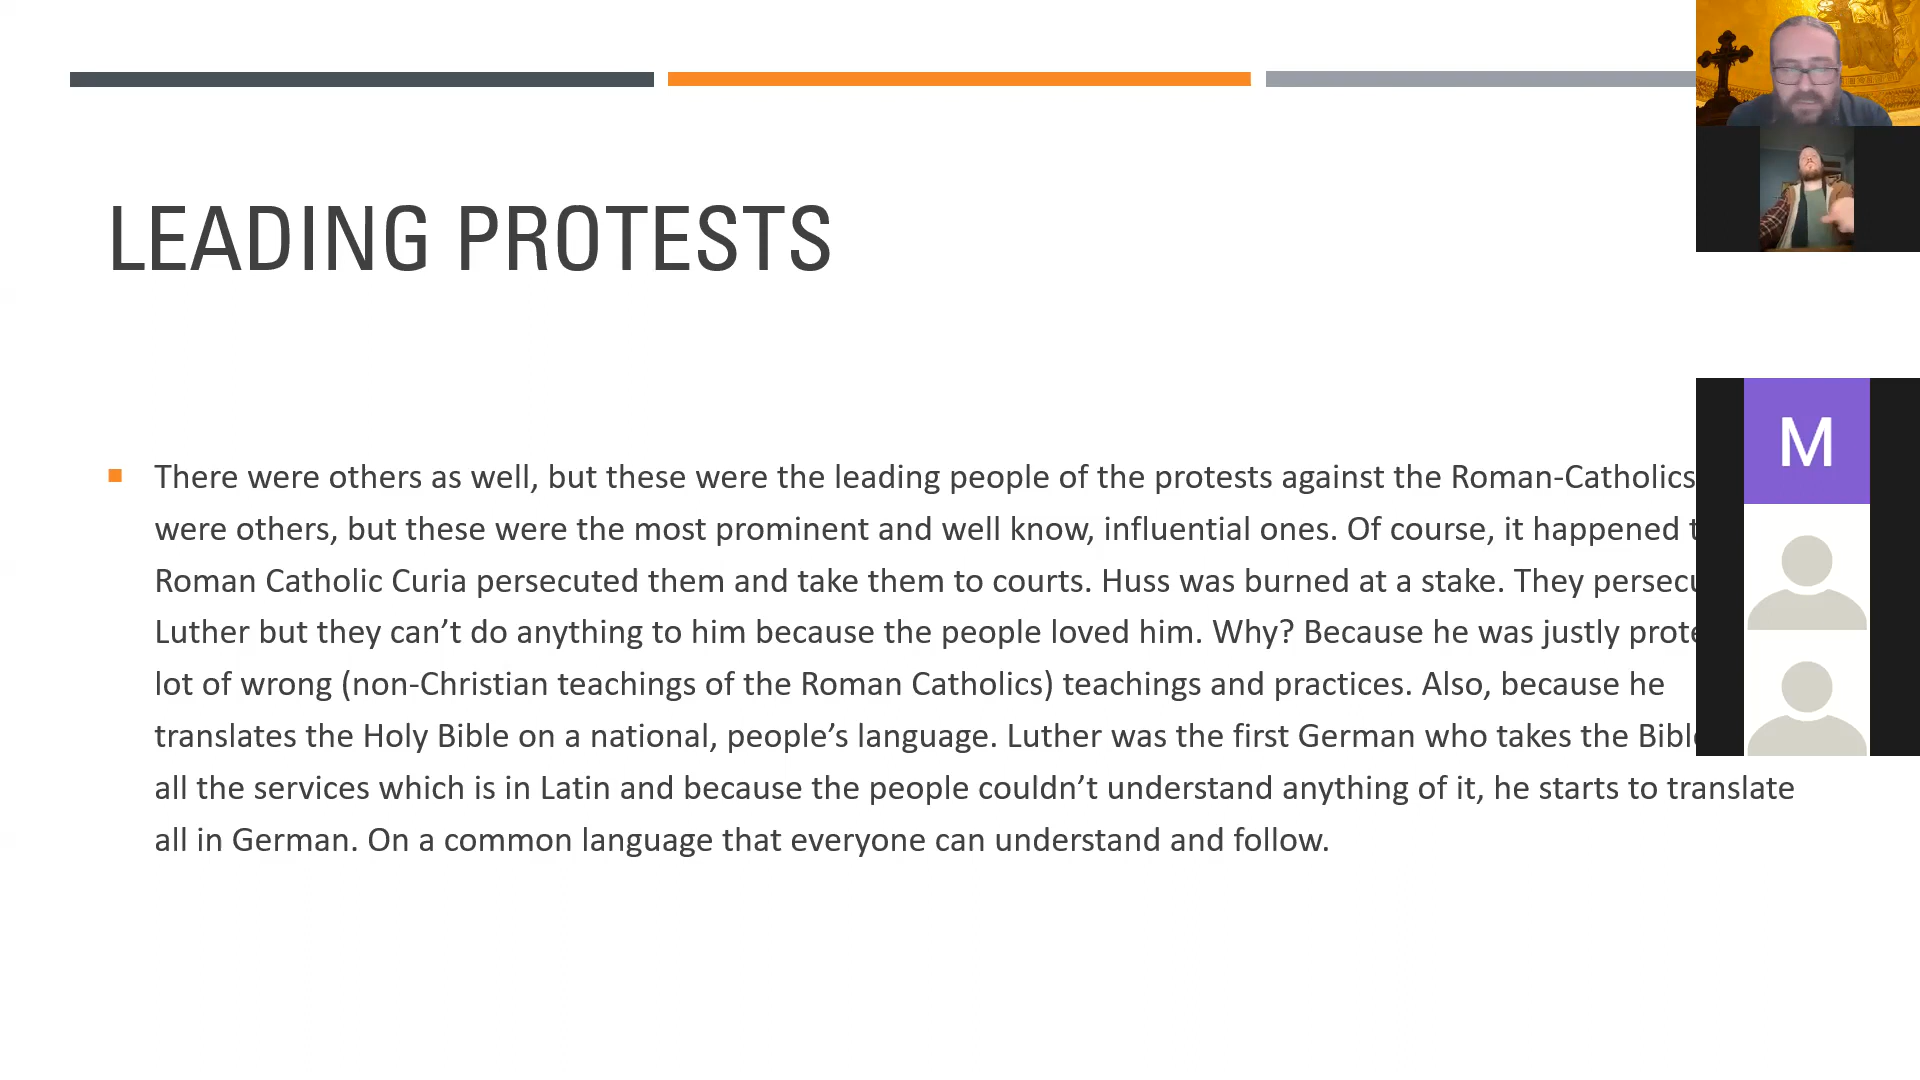 LEADING PROTESTS
There were others as well, but these were the leading people of the protests against the Roman-Catholics
were others, but these were the most prominent and well know, influential ones. Of course, it happened
Roman Catholic Curia persecuted them and take them to courts. Huss was burned at a stake. They
Luther but they can’t do anything to him because the people loved him. Why? Because he was justly
lot of wrong (non-Christian teachings of the Roman Catholics) teachings and practices. Also, because he
translates the Holy Bible on a national, people’s language. Luther was the first German who takes the
all the services which is in Latin and because the people couldn’t understand anything of it, he starts to translate
all in German. On a common language that everyone can understand and follow.
M